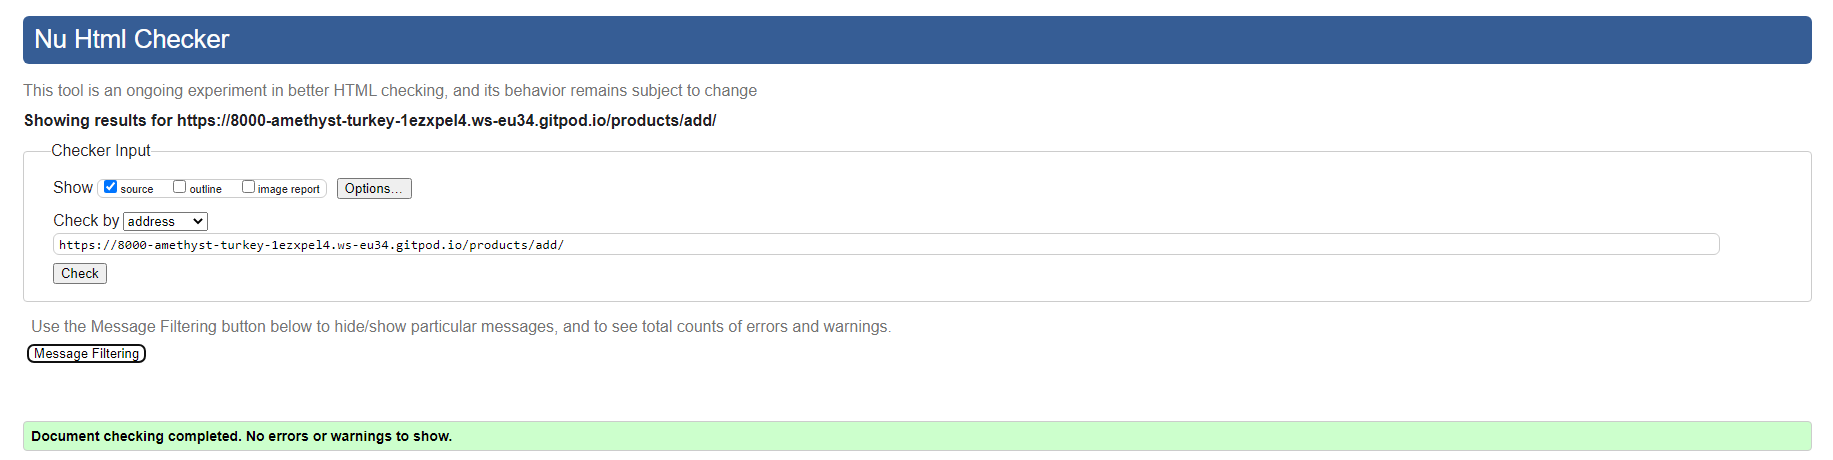 Nu Html Checker
This tool is an ongoing experiment in better HTML checking, and its behavior remains subject to change
Showing results for https://8000-amethyst-turkey-1ezxpel4.ws-eu34.gitpod.io/products/add/
Checker Input
Show source outline image report Options...
Check by address
https://8000-amethyst-turkey-1ezxpel4.ws-eu34.gitpod.io/products/add/
Check
Use the Message Filtering button below to hide/show particular messages, and to see total counts of errors and warnings.
Message Filtering
Document checking completed. No errors or warnings to show.